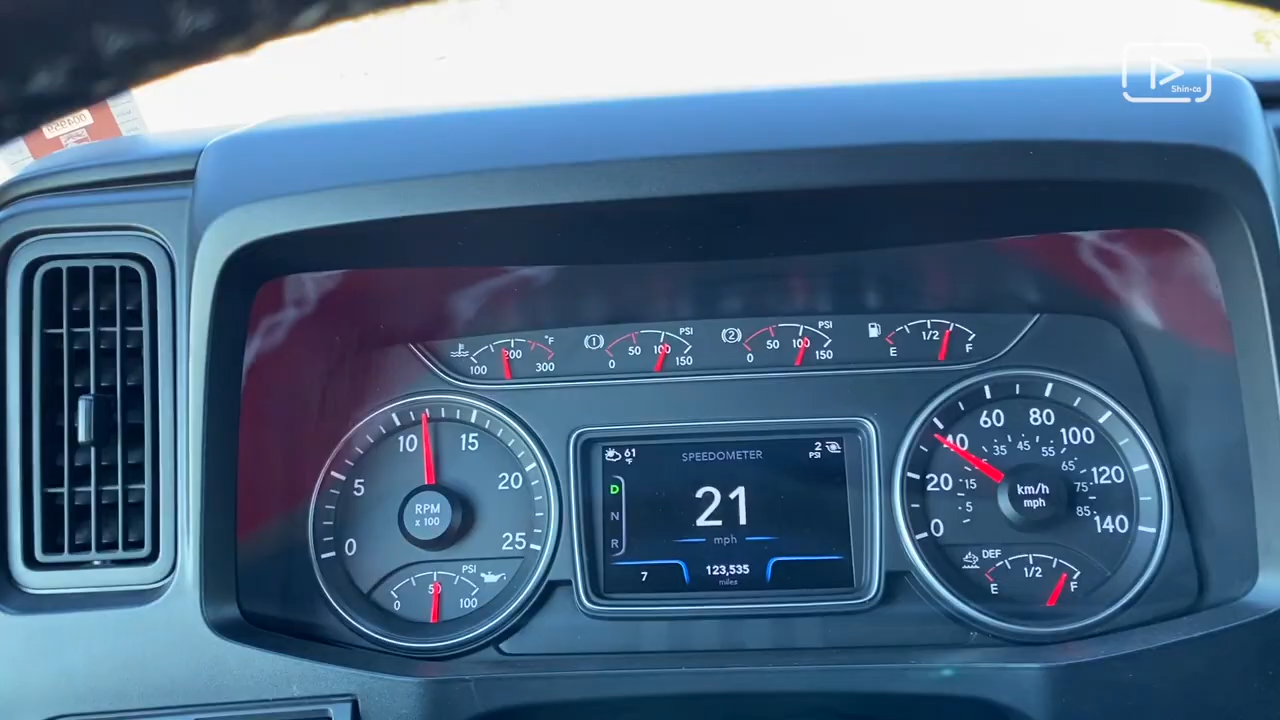 Shin-ca
004959
100 200 300 °F
(1) 0 50 100 150 PSI
(2) 0 50 100 150 PSI
E 1/2 F
0 5 10 15 20 25
RPM
x 100
0 50 100 PSI
61
°F
SPEEDOMETER
2
PSI
D
N
R
21
mph
7
123,535
miles
0 20 40 60 80 100 120 140
5 15 35 45 55 65 75 85
km/h
mph
DEF
E 1/2 F